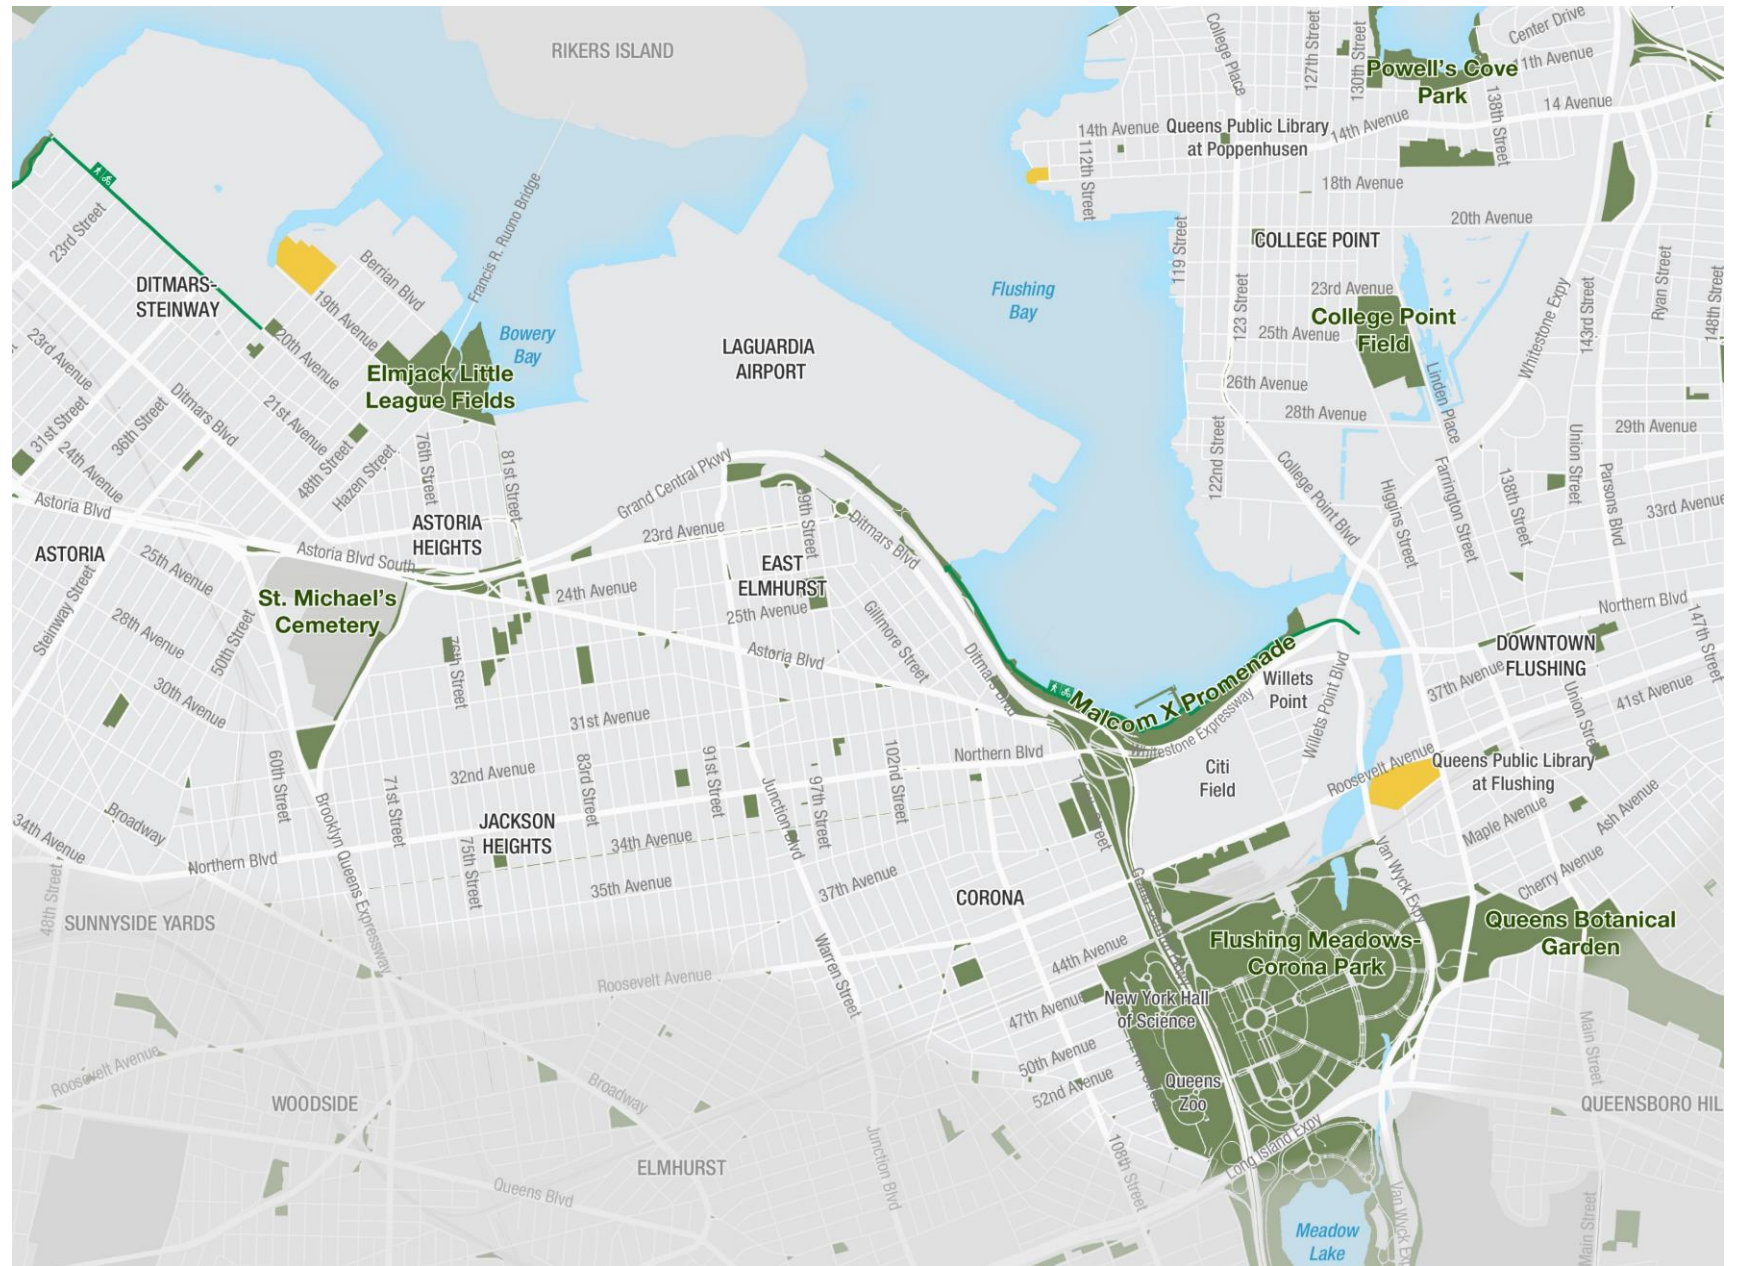 RIKERS ISLAND
College Place
127th Street
130th Street
Center Drive
11th Avenue
Powell's Cove
Park
138th Street
14 Avenue
14th Avenue
Queens Public Library
at Poppenhusen
14th Avenue
112th Street
18th Avenue
20th Avenue
COLLEGE POINT
119 Street
23rd Street
Francis R. Ruono Bridge
DITMARS-
STEINWAY
Berrian Blvd
19th Avenue
20th Avenue
Flushing
Bay
Bowery
Bay
LAGUARDIA
AIRPORT
123 Street
23rd Avenue
College Point
Field
25th Avenue
Whitestone Expy
143rd Street
Ryan Street
148th Street
23rd Avenue
Elmjack Little
League Fields
26th Avenue
28th Avenue
Linden Place
29th Avenue
31st Street
36th Street
Ditmars Blvd
21st Avenue
48th Street
Hazen Street
76th Street
81st Street
24th Avenue
Astoria Blvd
Grand Central Pkwy
122nd Street
College Point Blvd
Higgins Street
Farrington Street
138th Street
Union Street
Parsons Blvd
33rd Avenue
ASTORIA
HEIGHTS
23rd Avenue
99th Street
Ditmars Blvd
ASTORIA
25th Avenue
Astoria Blvd South
EAST
ELMHURST
24th Avenue
25th Avenue
Gillmore Street
Steinway Street
28th Avenue
50th Street
St. Michael's
Cemetery
30th Avenue
76th Street
Astoria Blvd
Ditmars Blvd
Malcom X Promenade
Willets
Point
Willets Point Blvd
Northern Blvd
147th Street
DOWNTOWN
FLUSHING
37th Avenue
Union Street
41st Avenue
31st Avenue
32nd Avenue
Northern Blvd
Whitestone Expressway
Citi
Field
Roosevelt Avenue
Queens Public Library
at Flushing
60th Street
71st Street
83rd Street
91st Street
Junction Blvd
97th Street
102nd Street
Broadway
34th Avenue
Northern Blvd
Brooklyn Queens Expressway
JACKSON
HEIGHTS
75th Street
34th Avenue
35th Avenue
37th Avenue
Maple Avenue
Ash Avenue
Cherry Avenue
Van Wyck Expy
CORONA
48th Street
SUNNYSIDE YARDS
Roosevelt Avenue
Warren Street
44th Avenue
Flushing Meadows-
Corona Park
Queens Botanical
Garden
New York Hall
of Science
47th Avenue
50th Avenue
52nd Avenue
Queens
Zoo
Main Street
Roosevelt Avenue
WOODSIDE
Broadway
QUEENSBORO HIL
ELMHURST
Queens Blvd
Junction Blvd
108th Street
Long Island Expy
Van Wyck Ex
Main Street
Meadow
Lake